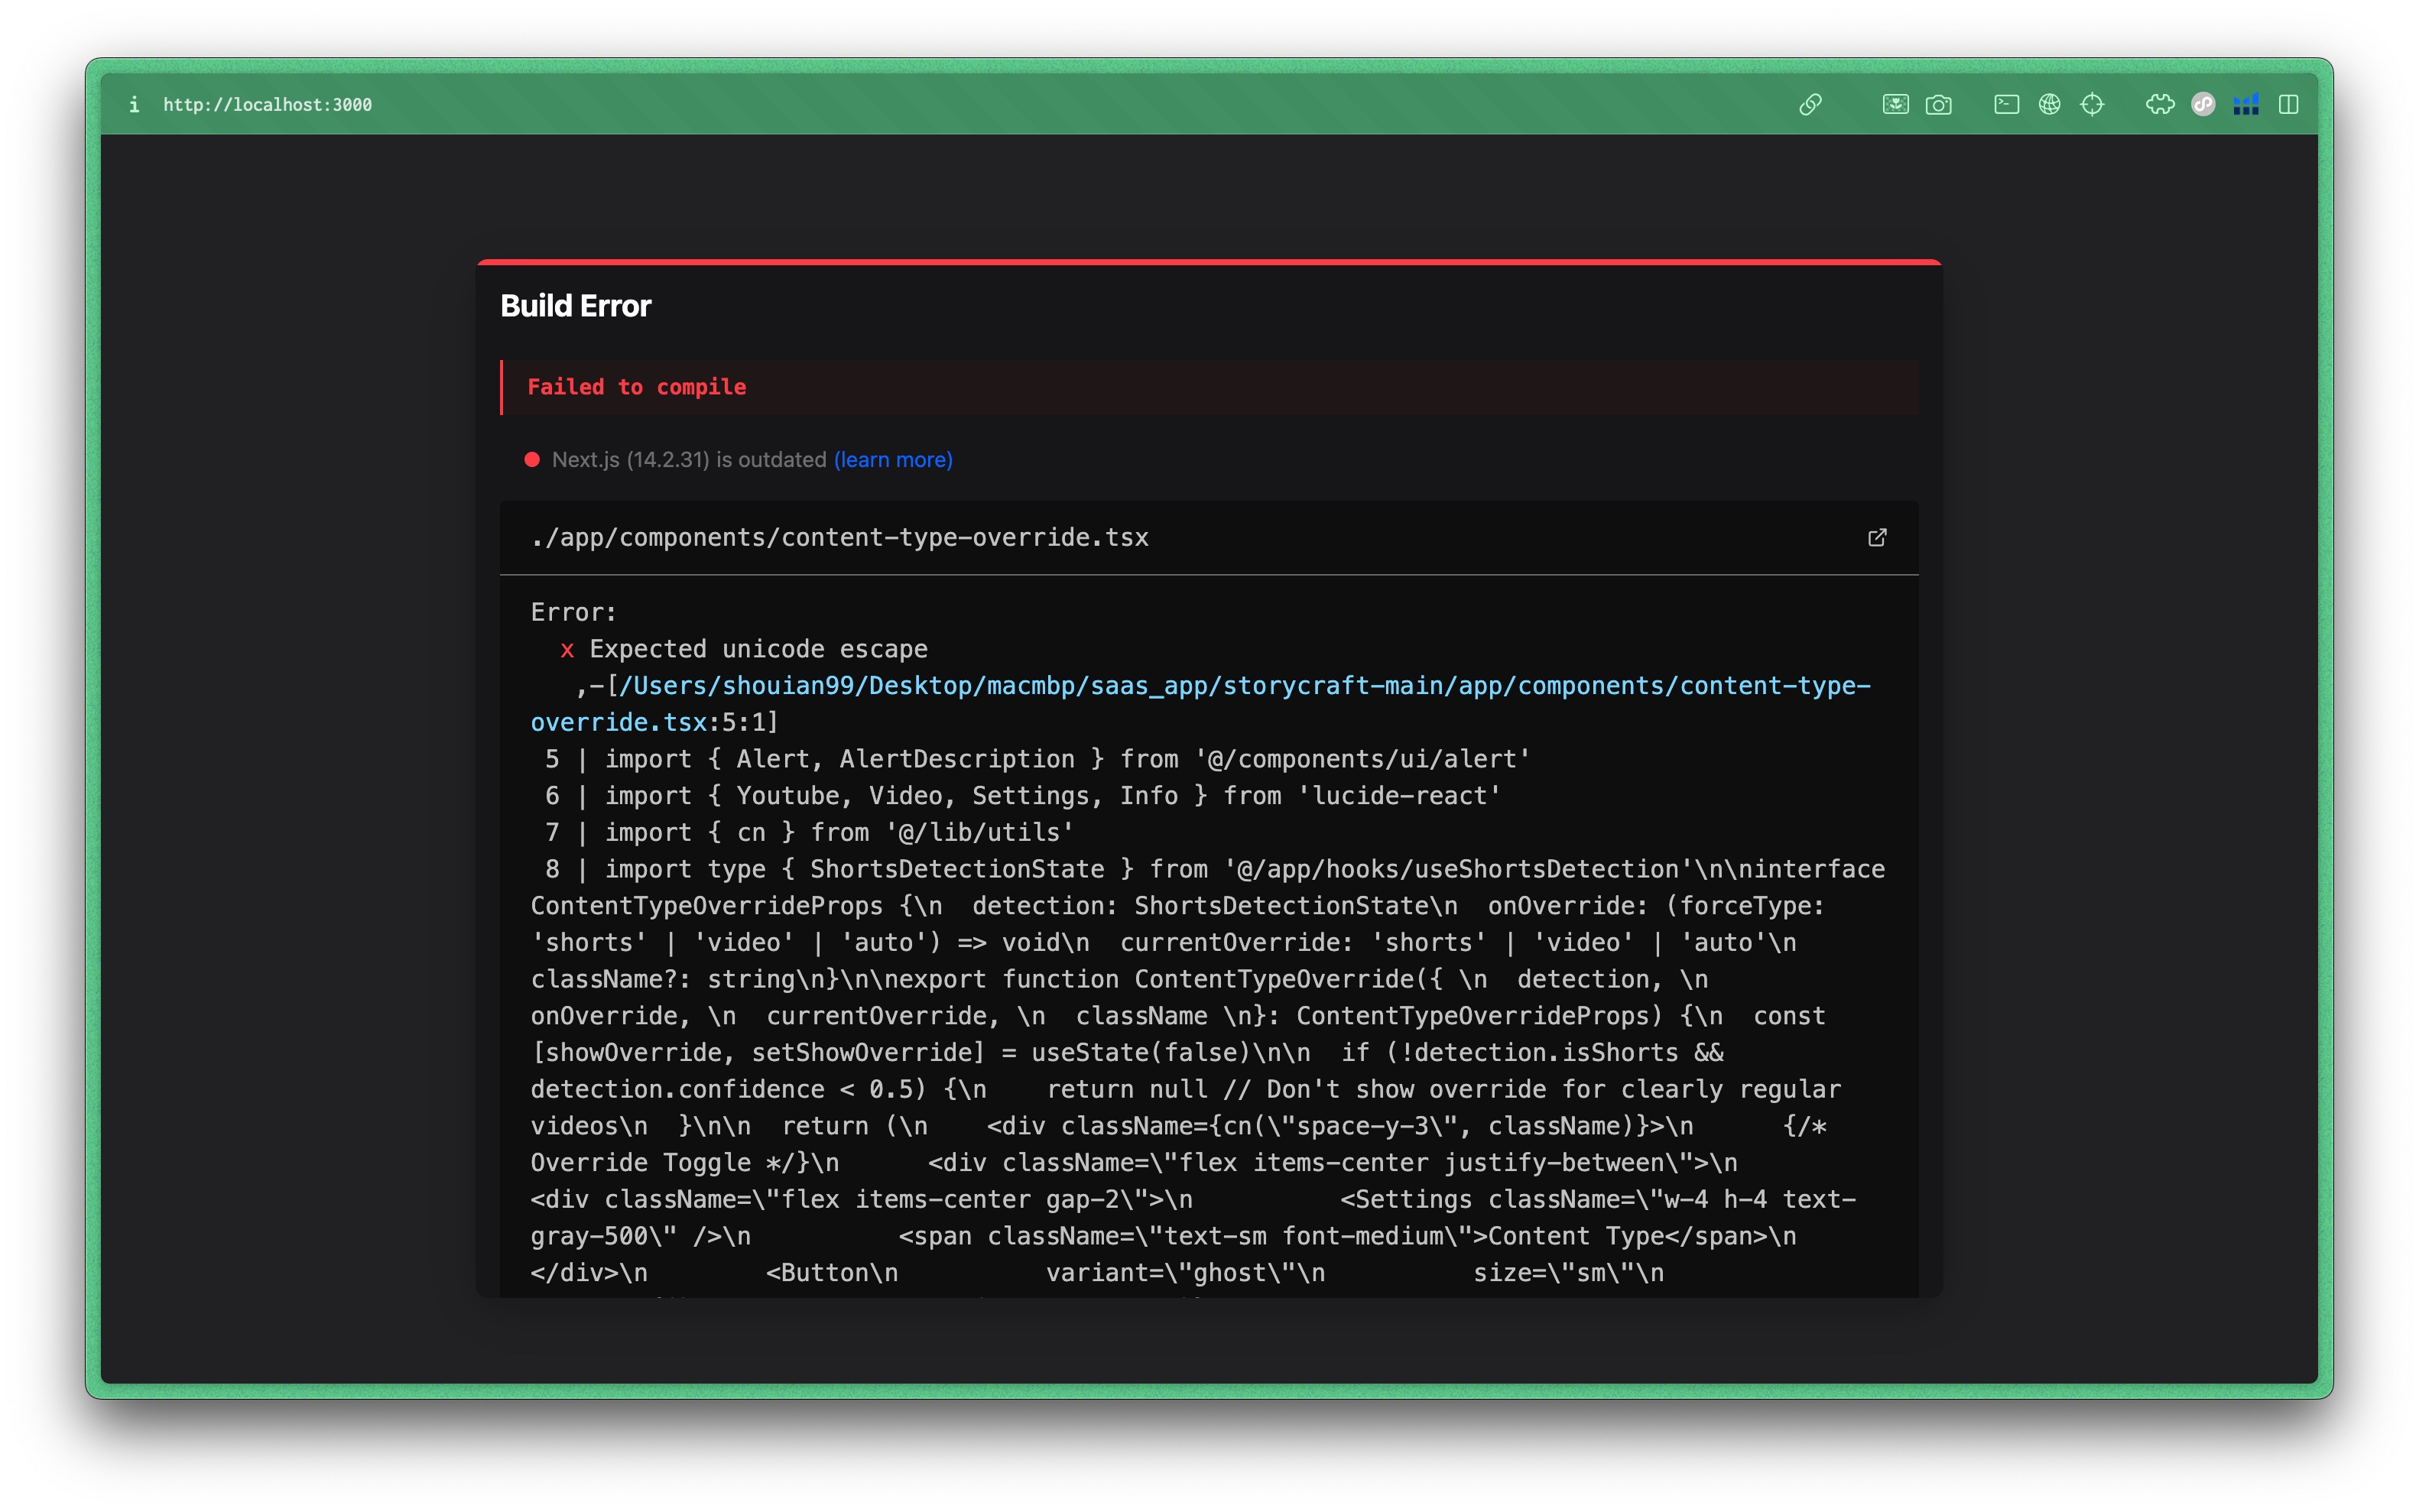 i http://localhost:3000
Build Error
Failed to compile
Next.js (14.2.31) is outdated (learn more)
./app/components/content-type-override.tsx
Error:
x Expected unicode escape
,-[/Users/shouian99/Desktop/macmbp/saas_app/storycraft-main/app/components/content-type-
override.tsx:5:1]
5 | import { Alert, AlertDescription } from '@/components/ui/alert'
6 | import { Youtube, Video, Settings, Info } from 'lucide-react'
7 | import { cn } from '@/lib/utils'
8 | import type { ShortsDetectionState } from '@/app/hooks/useShortsDetection'\n\ninterface
ContentTypeOverrideProps {\n  detection: ShortsDetectionState\n  onOverride: (forceType:
'shorts' | 'video' | 'auto') => void\n  currentOverride: 'shorts' | 'video' | 'auto'\n
className?: string\n}\n\nexport function ContentTypeOverride({ \n  detection, \n
onOverride, \n  currentOverride, \n  className \n}: ContentTypeOverrideProps) {\n  const
[showOverride, setShowOverride] = useState(false)\n\n  if (!detection.isShorts &&
detection.confidence < 0.5) {\n    return null // Don't show override for clearly regular
videos\n  }\n\n  return (\n    <div className={cn(\"space-y-3\", className)}>\n      {/*
Override Toggle */}\n      <div className=\"flex items-center justify-between\">\n
<div className=\"flex items-center gap-2\">\n          <Settings className=\"w-4 h-4 text-
gray-500\" />\n          <span className=\"text-sm font-medium\">Content Type</span>\n
</div>\n        <Button\n          variant=\"ghost\"\n          size=\"sm\"\n